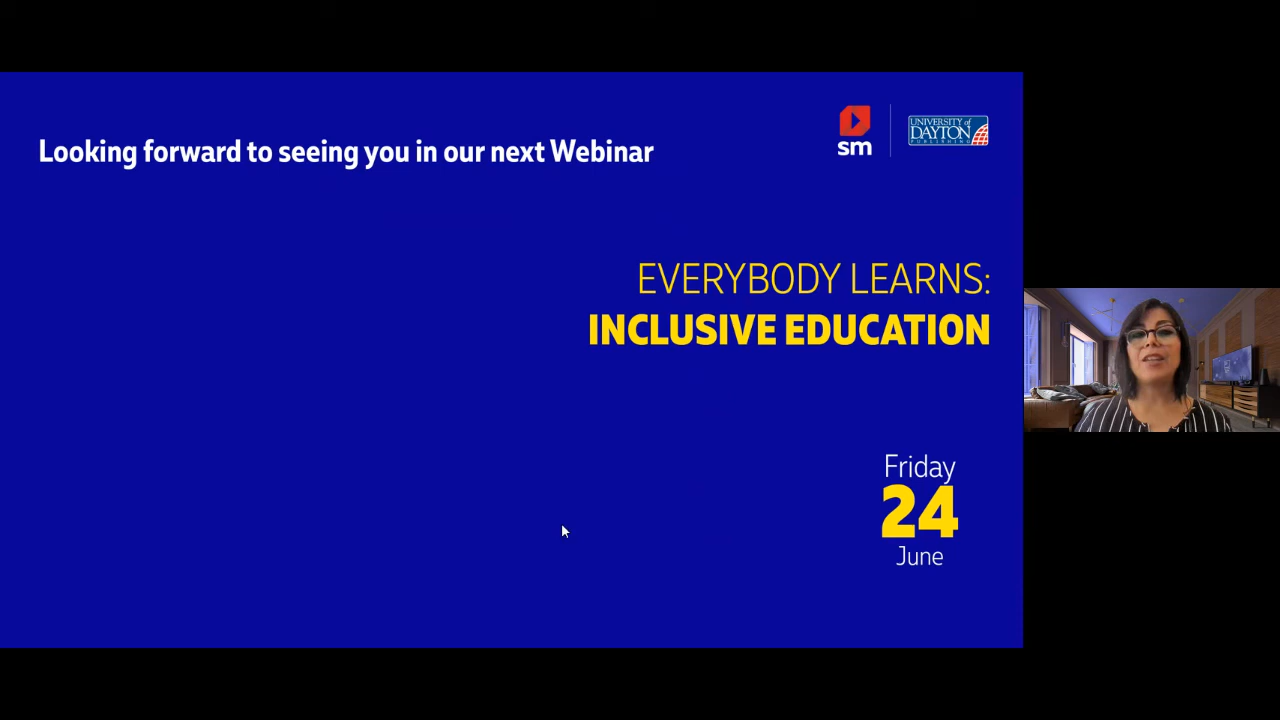 Looking forward to seeing you in our next Webinar
sm
UNIVERSITY of
DAYTON
PUBLISHING
EVERYBODY LEARNS:
INCLUSIVE EDUCATION
Friday
24
June